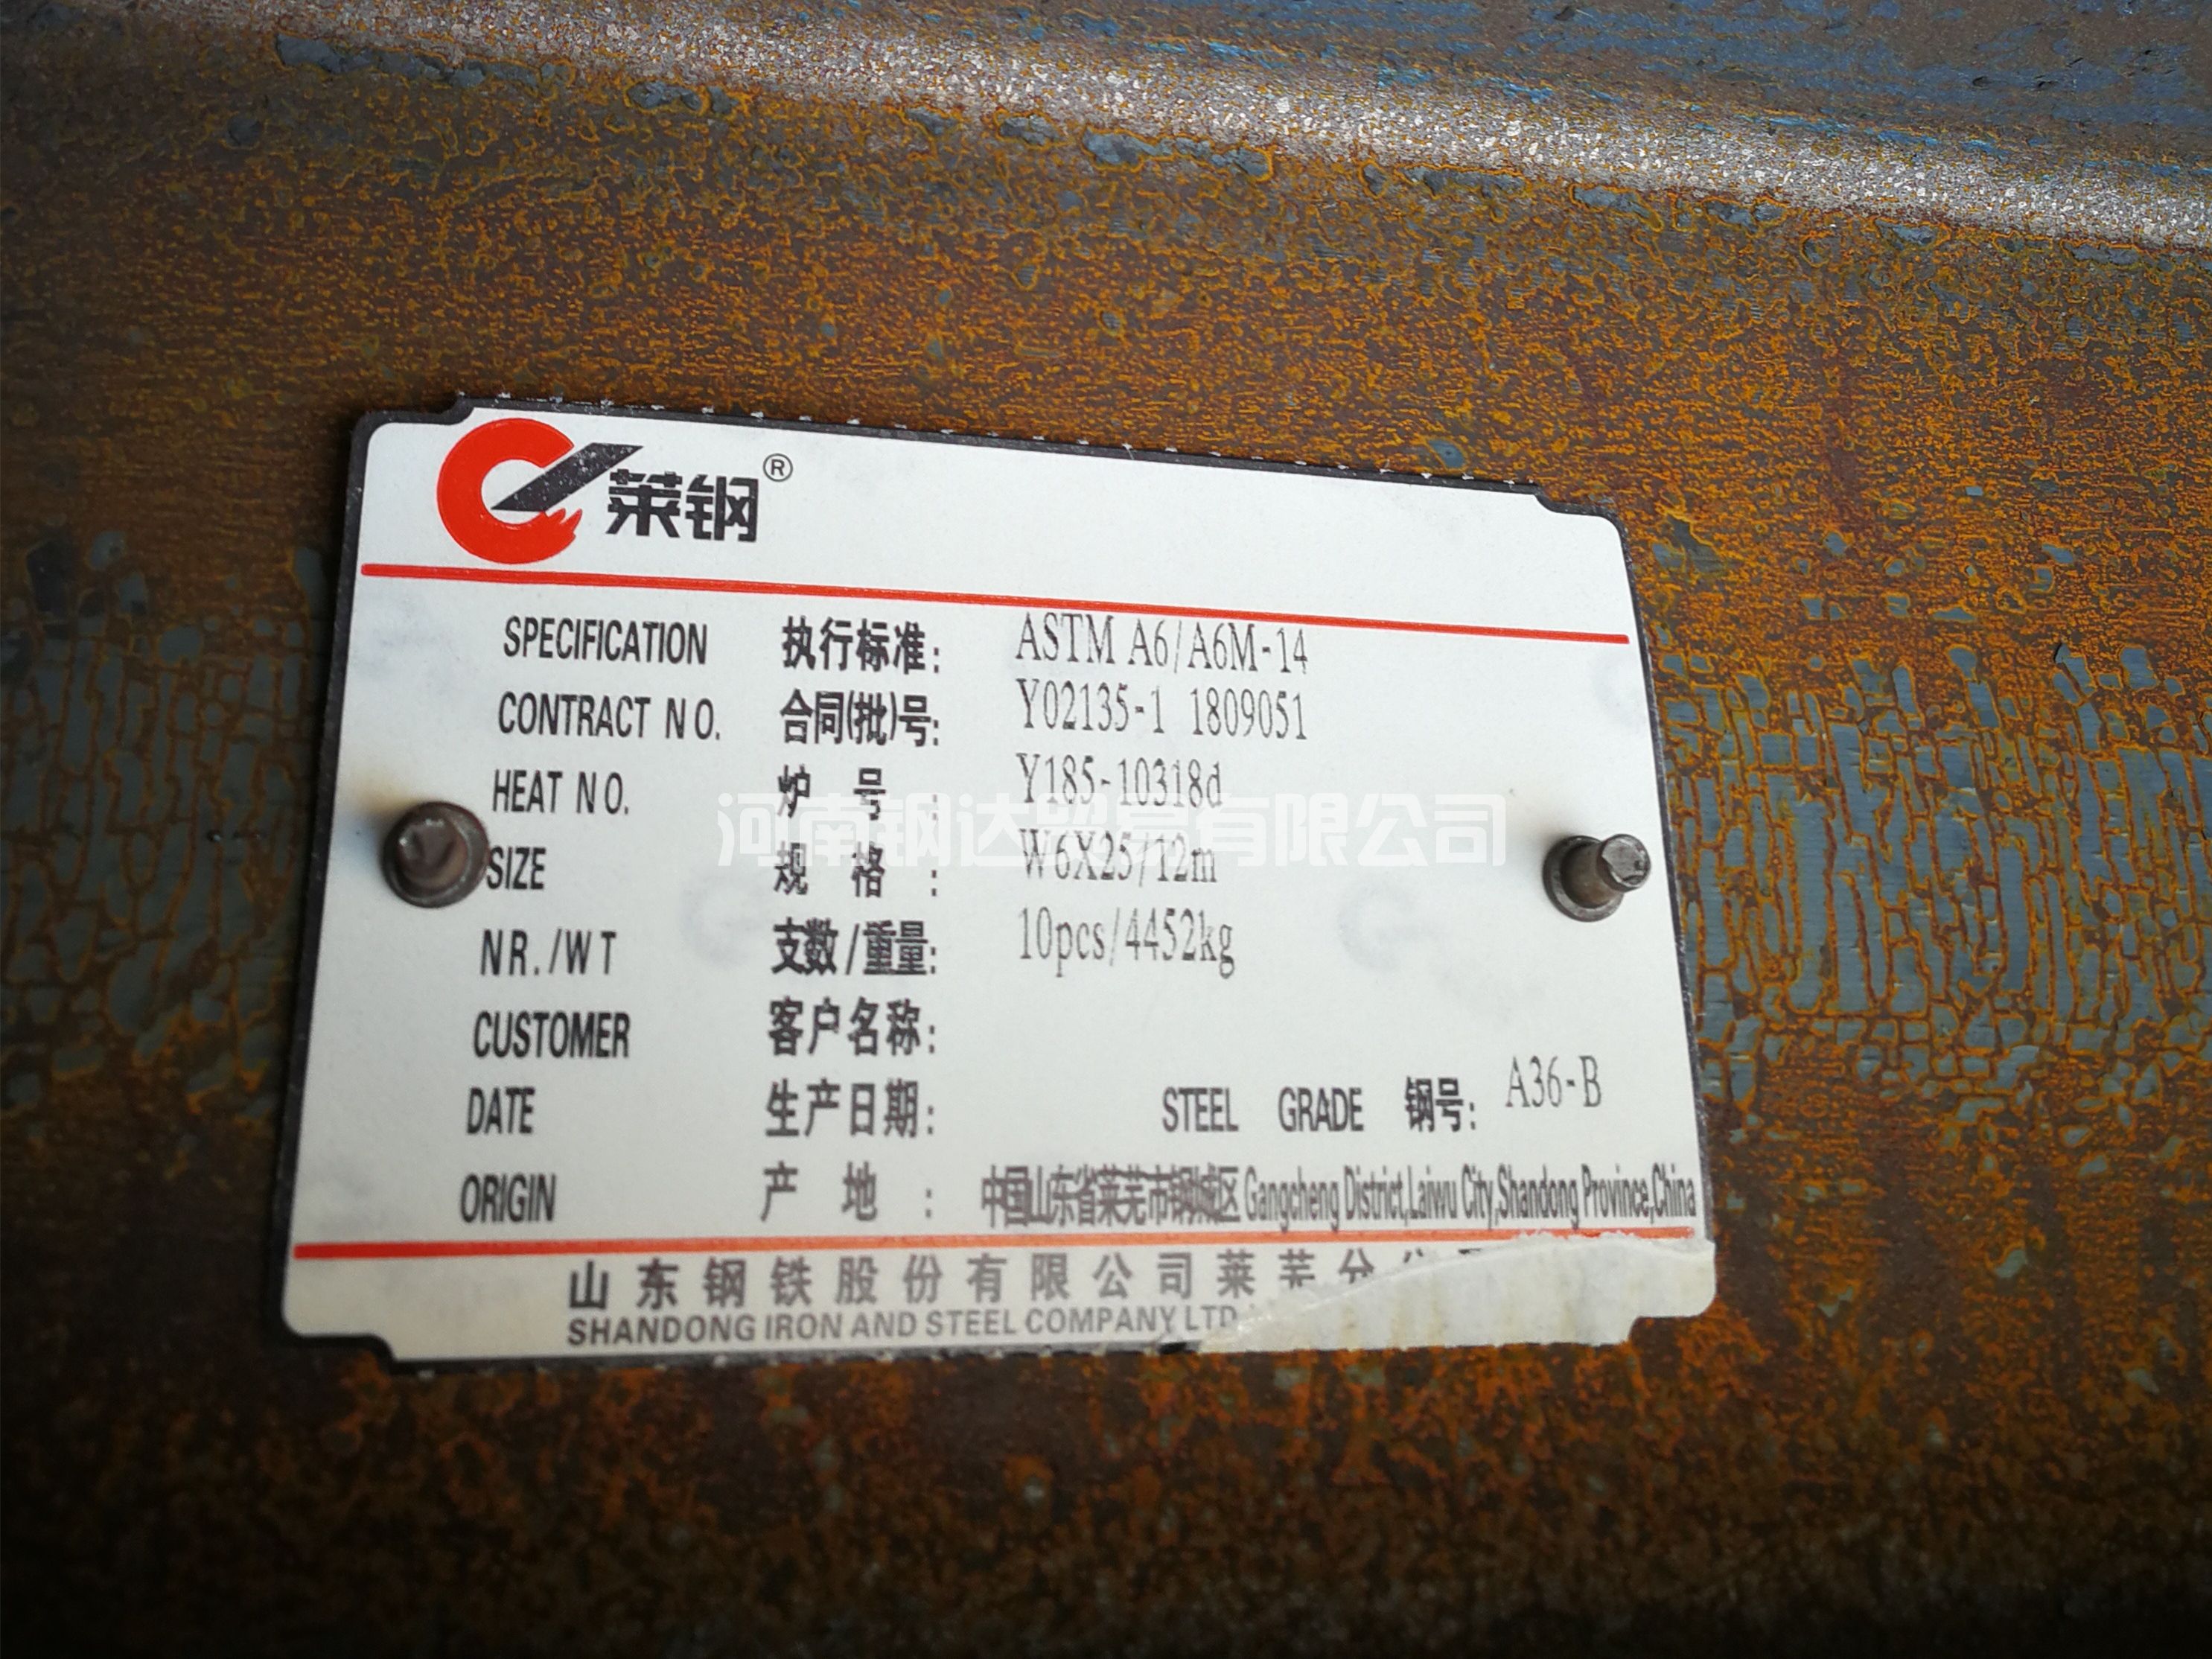 莱钢®
SPECIFICATION 执行标准: ASTM A6/A6M-14
CONTRACT NO. 合同(批)号: Y02135-1 1809051
HEAT NO. 炉 号 : Y185-10318d
河南钢达贸易有限公司
SIZE 规 格 : W6X25/12m
NR./WT 支数/重量: 10pcs/4452kg
CUSTOMER 客户名称:
DATE 生产日期: STEEL GRADE 钢号: A36-B
ORIGIN 产 地 : 中国山东省莱芜市钢城区 Gangcheng District,Laiwu City,Shandong Province,China
山东钢铁股份有限公司莱芜分
SHANDONG IRON AND STEEL COMPANY LTD